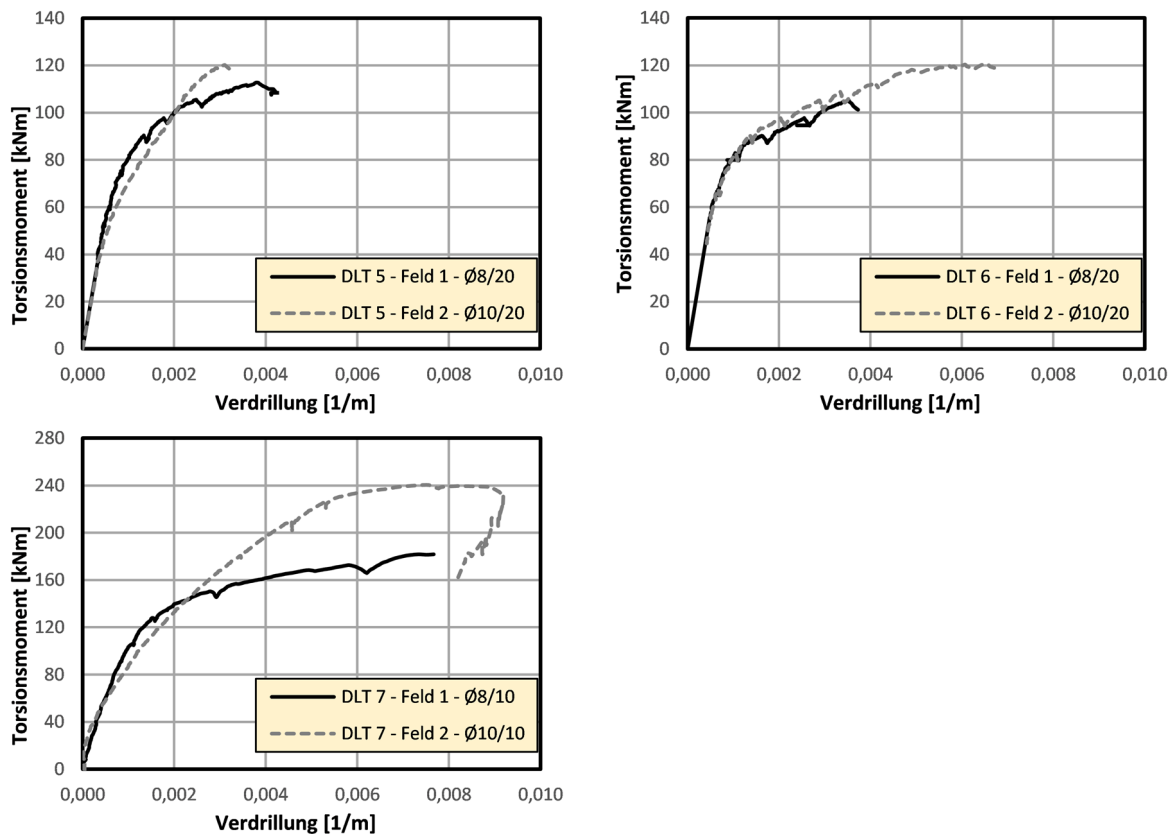 140
120
100
80
60
40
20
0
Torsionsmoment [kNm]
DLT 5 - Feld 1 - Ø8/20
DLT 5 - Feld 2 - Ø10/20
0,000 0,002 0,004 0,006 0,008 0,010
Verdrillung [1/m]
140
120
100
80
60
40
20
0
Torsionsmoment [kNm]
DLT 6 - Feld 1 - Ø8/20
DLT 6 - Feld 2 - Ø10/20
0,000 0,002 0,004 0,006 0,008 0,010
Verdrillung [1/m]
280
240
200
160
120
80
40
0
Torsionsmoment [kNm]
DLT 7 - Feld 1 - Ø8/10
DLT 7 - Feld 2 - Ø10/10
0,000 0,002 0,004 0,006 0,008 0,010
Verdrillung [1/m]